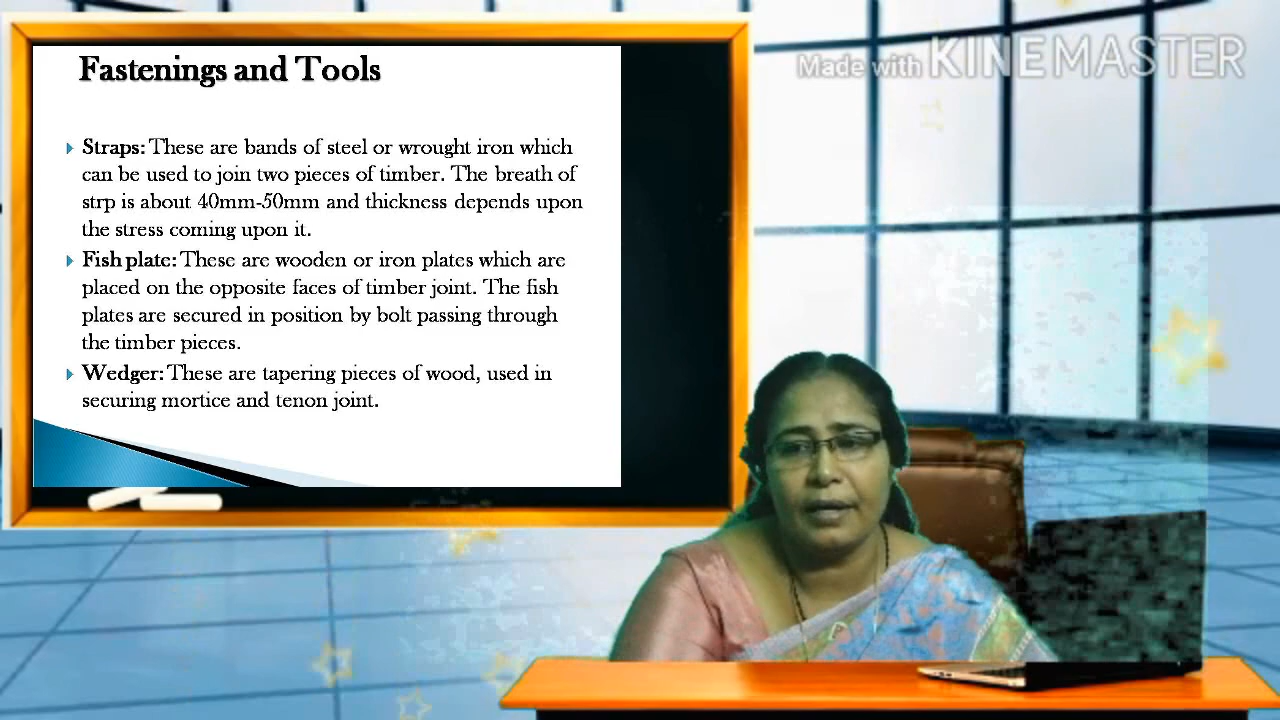 Fastenings and Tools
Made with KINEMASTER
Straps: These are bands of steel or wrought iron which
can be used to join two pieces of timber. The breath of
strp is about 40mm-50mm and thickness depends upon
the stress coming upon it.
Fish plate: These are wooden or iron plates which are
placed on the opposite faces of timber joint. The fish
plates are secured in position by bolt passing through
the timber pieces.
Wedger: These are tapering pieces of wood, used in
securing mortice and tenon joint.